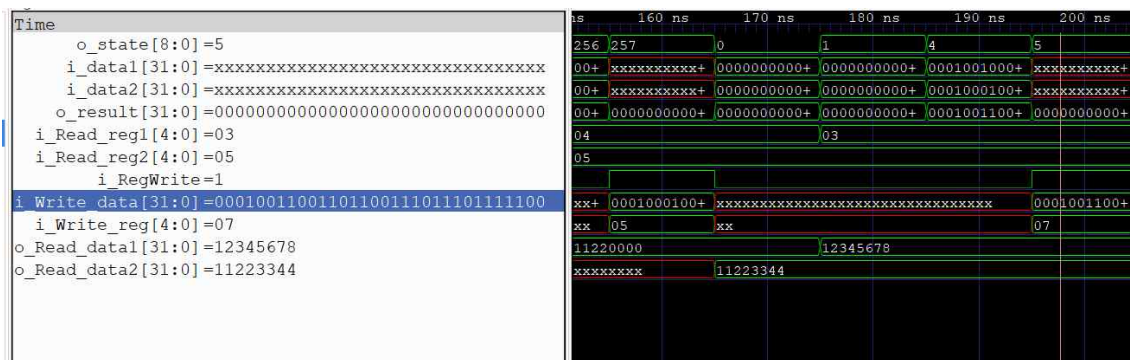 Time
ns 160 ns 170 ns 180 ns 190 ns 200 ns
o_state[8:0]=5 256 257 0 1 4 5
i_data1[31:0]=xxxxxxxxxxxxxxxxxxxxxxxxxxxxxxxx 00+ xxxxxxxxxx+ 0000000000+ 0000000000+ 0001001000+ xxxxxxxxxx+
i_data2[31:0]=xxxxxxxxxxxxxxxxxxxxxxxxxxxxxxxx 00+ xxxxxxxxxx+ 0000000000+ 0000000000+ 0001000100+ xxxxxxxxxx+
o_result[31:0]=00000000000000000000000000000000 00+ 0000000000+ 0000000000+ 0000000000+ 0001001100+ 0000000000+
i_Read_reg1[4:0]=03 04 03
i_Read_reg2[4:0]=05 05
i_RegWrite=1
i_Write_data[31:0]=00010011001101100111011101111100 xx+ 0001000100+ xxxxxxxxxxxxxxxxxxxxxxxxxxxxxxxx 0001001100+
i_Write_reg[4:0]=07 xx 05 xx 07
o_Read_data1[31:0]=12345678 11220000 12345678
o_Read_data2[31:0]=11223344 xxxxxxxx 11223344